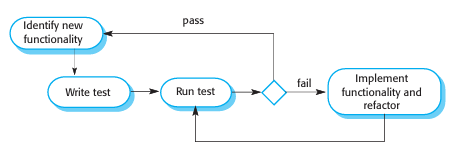 pass
Identify new
functionality
Write test
Run test
fail
Implement
functionality and
refactor